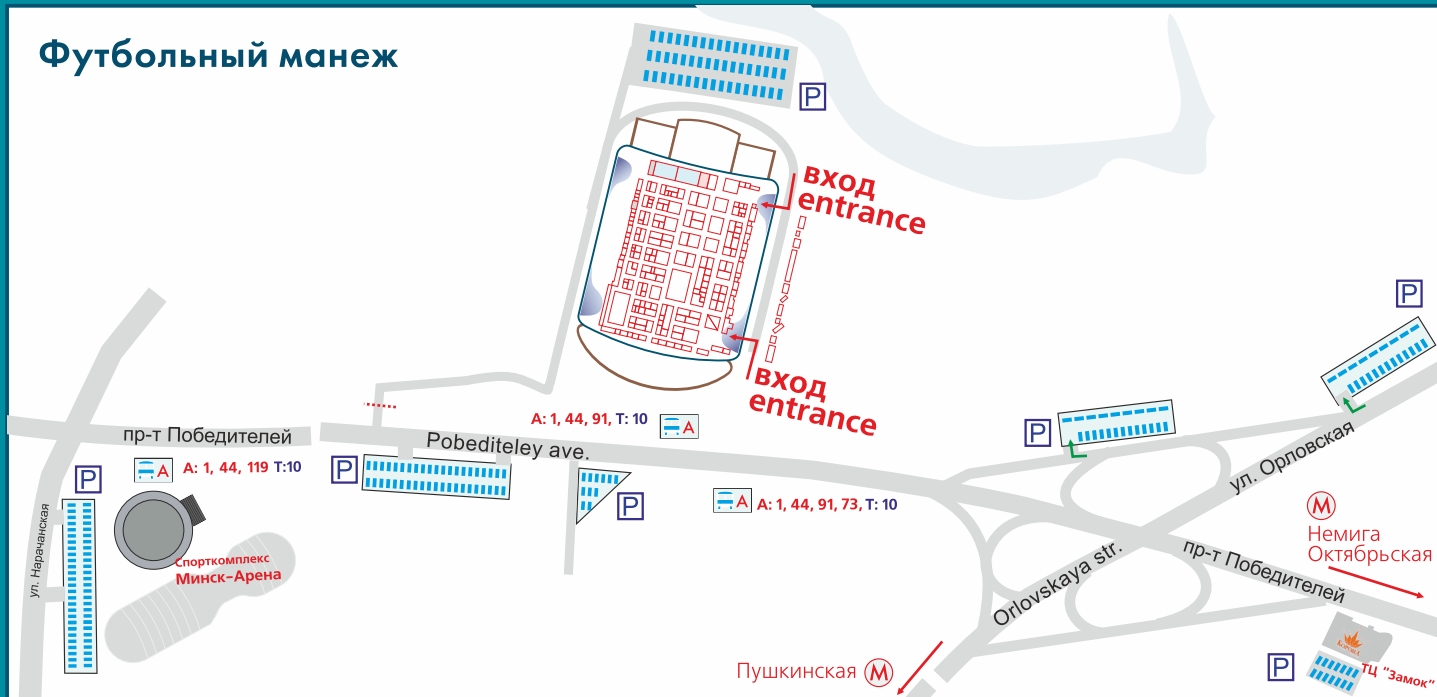 Футбольный манеж
P
вход
entrance
P
вход
entrance
A: 1, 44, 91, T: 10
A
пр-т Победителей
Pobediteley ave.
P
ул. Орловская
A
A: 1, 44, 119 T:10
P
P
P
A
A: 1, 44, 91, 73, T: 10
M
Немига
Октябрьская
ул. Нарачанская
Спорткомплекс
Минск-Арена
Orlovskaya str.
пр-т Победителей
Корона
P
ТЦ "Замок"
Пушкинская M